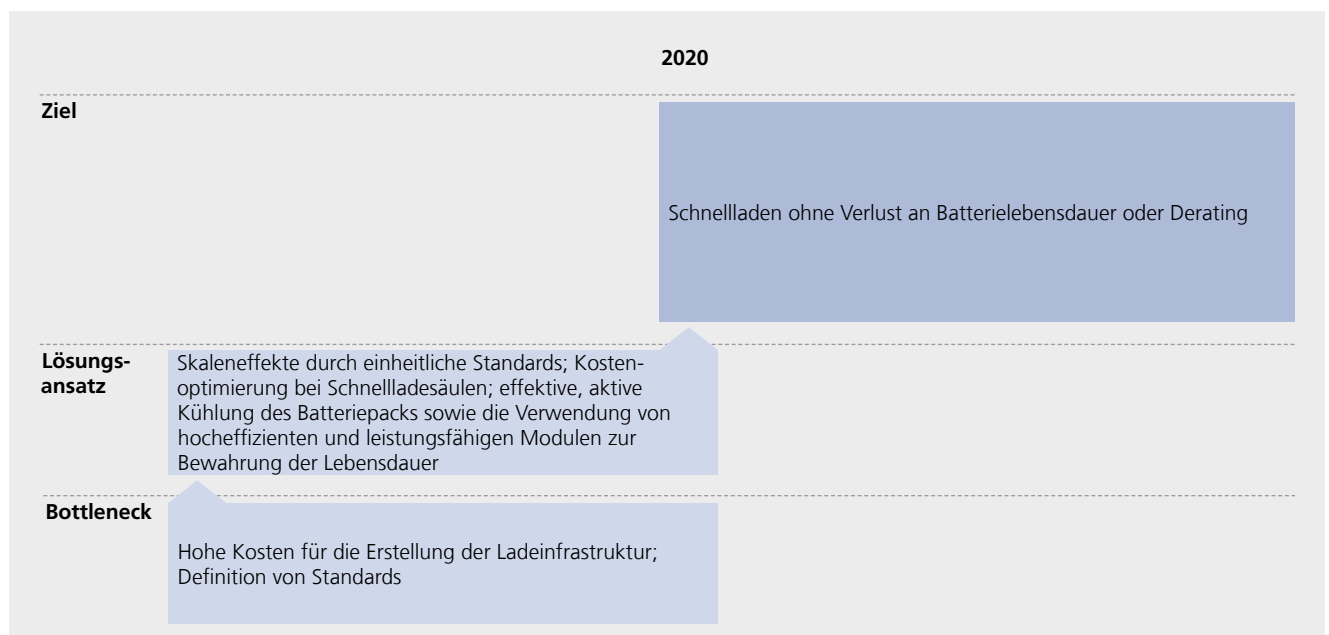 2020
Ziel
Schnellladen ohne Verlust an Batterielebensdauer oder Derating
Lösungs-
ansatz
Skaleneffekte durch einheitliche Standards; Kosten-
optimierung bei Schnellladesäulen; effektive, aktive
Kühlung des Batteriepacks sowie die Verwendung von
hocheffizienten und leistungsfähigen Modulen zur
Bewahrung der Lebensdauer
Bottleneck
Hohe Kosten für die Erstellung der Ladeinfrastruktur;
Definition von Standards